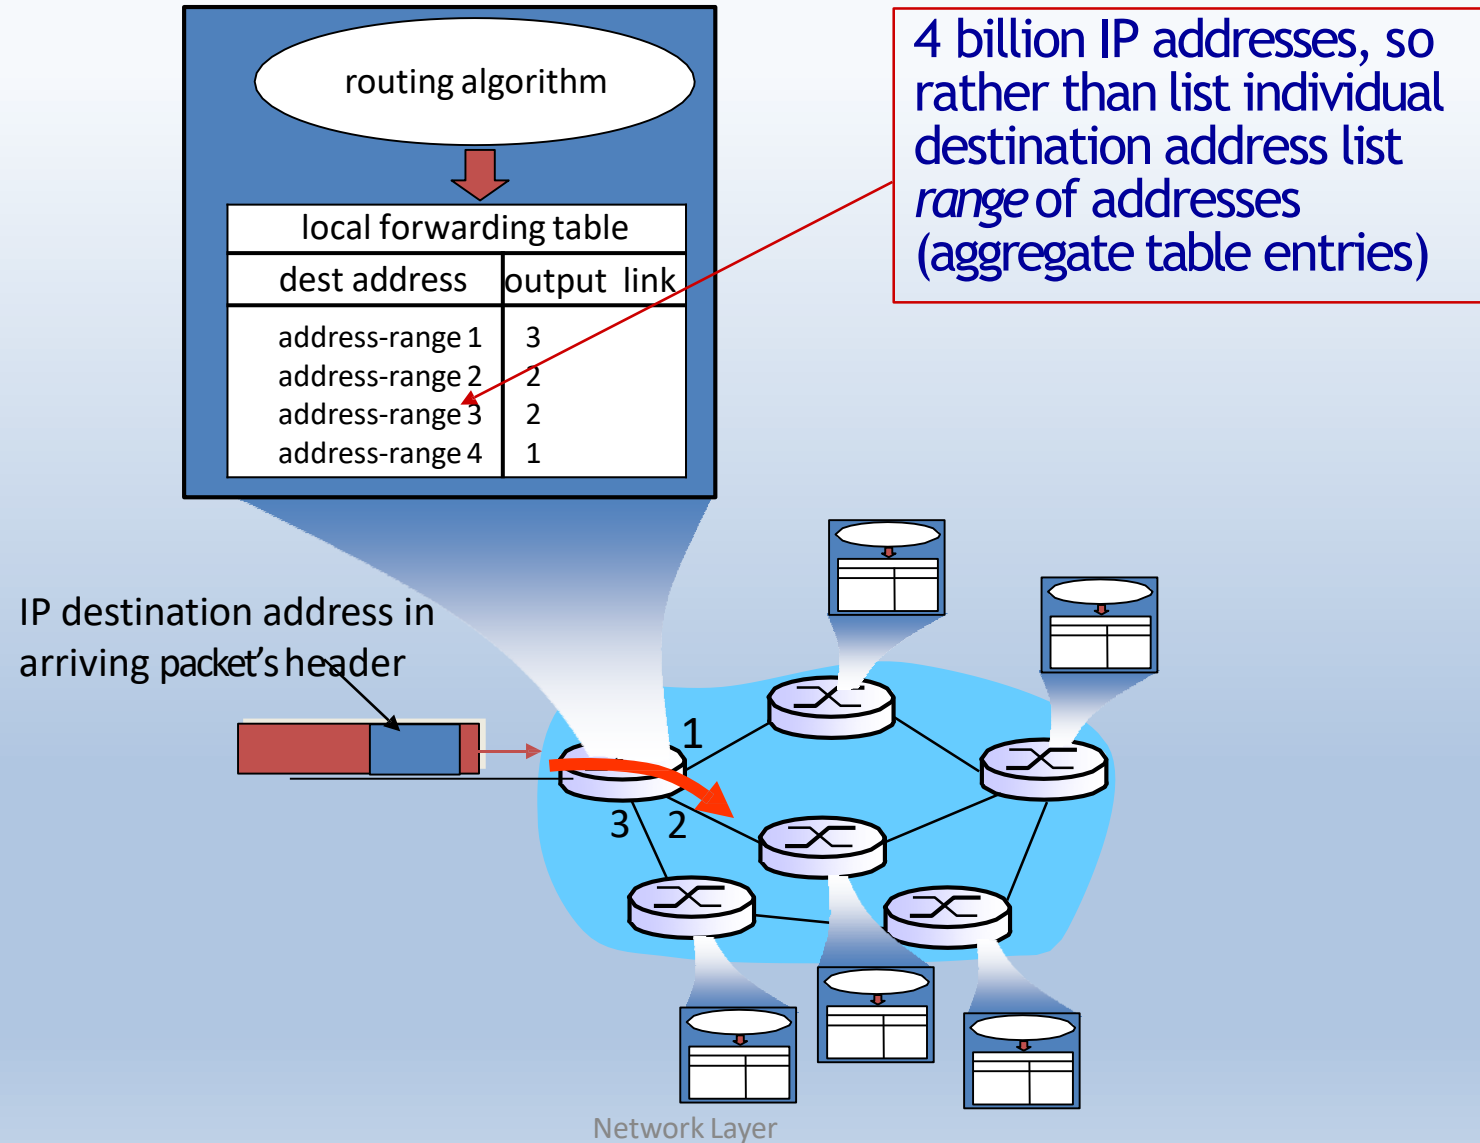 routing algorithm
local forwarding table
dest address output link
address-range 1 3
address-range 2 2
address-range 3 2
address-range 4 1
4 billion IP addresses, so
rather than list individual
destination address list
range of addresses
(aggregate table entries)
IP destination address in
arriving packet's header
1
3 2
Network Layer